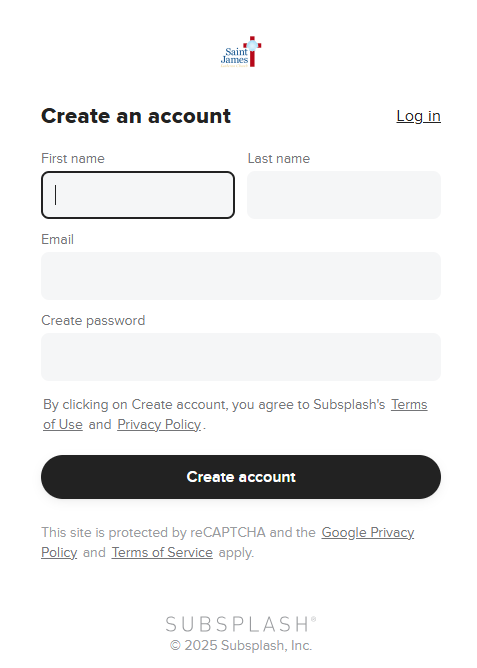 Saint
James
Create an account
Log in
First name
Last name
Email
Create password
By clicking on Create account, you agree to Subsplash's Terms
of Use and Privacy Policy.
Create account
This site is protected by reCAPTCHA and the Google Privacy
Policy and Terms of Service apply.
SUBSPLASH®
© 2025 Subsplash, Inc.